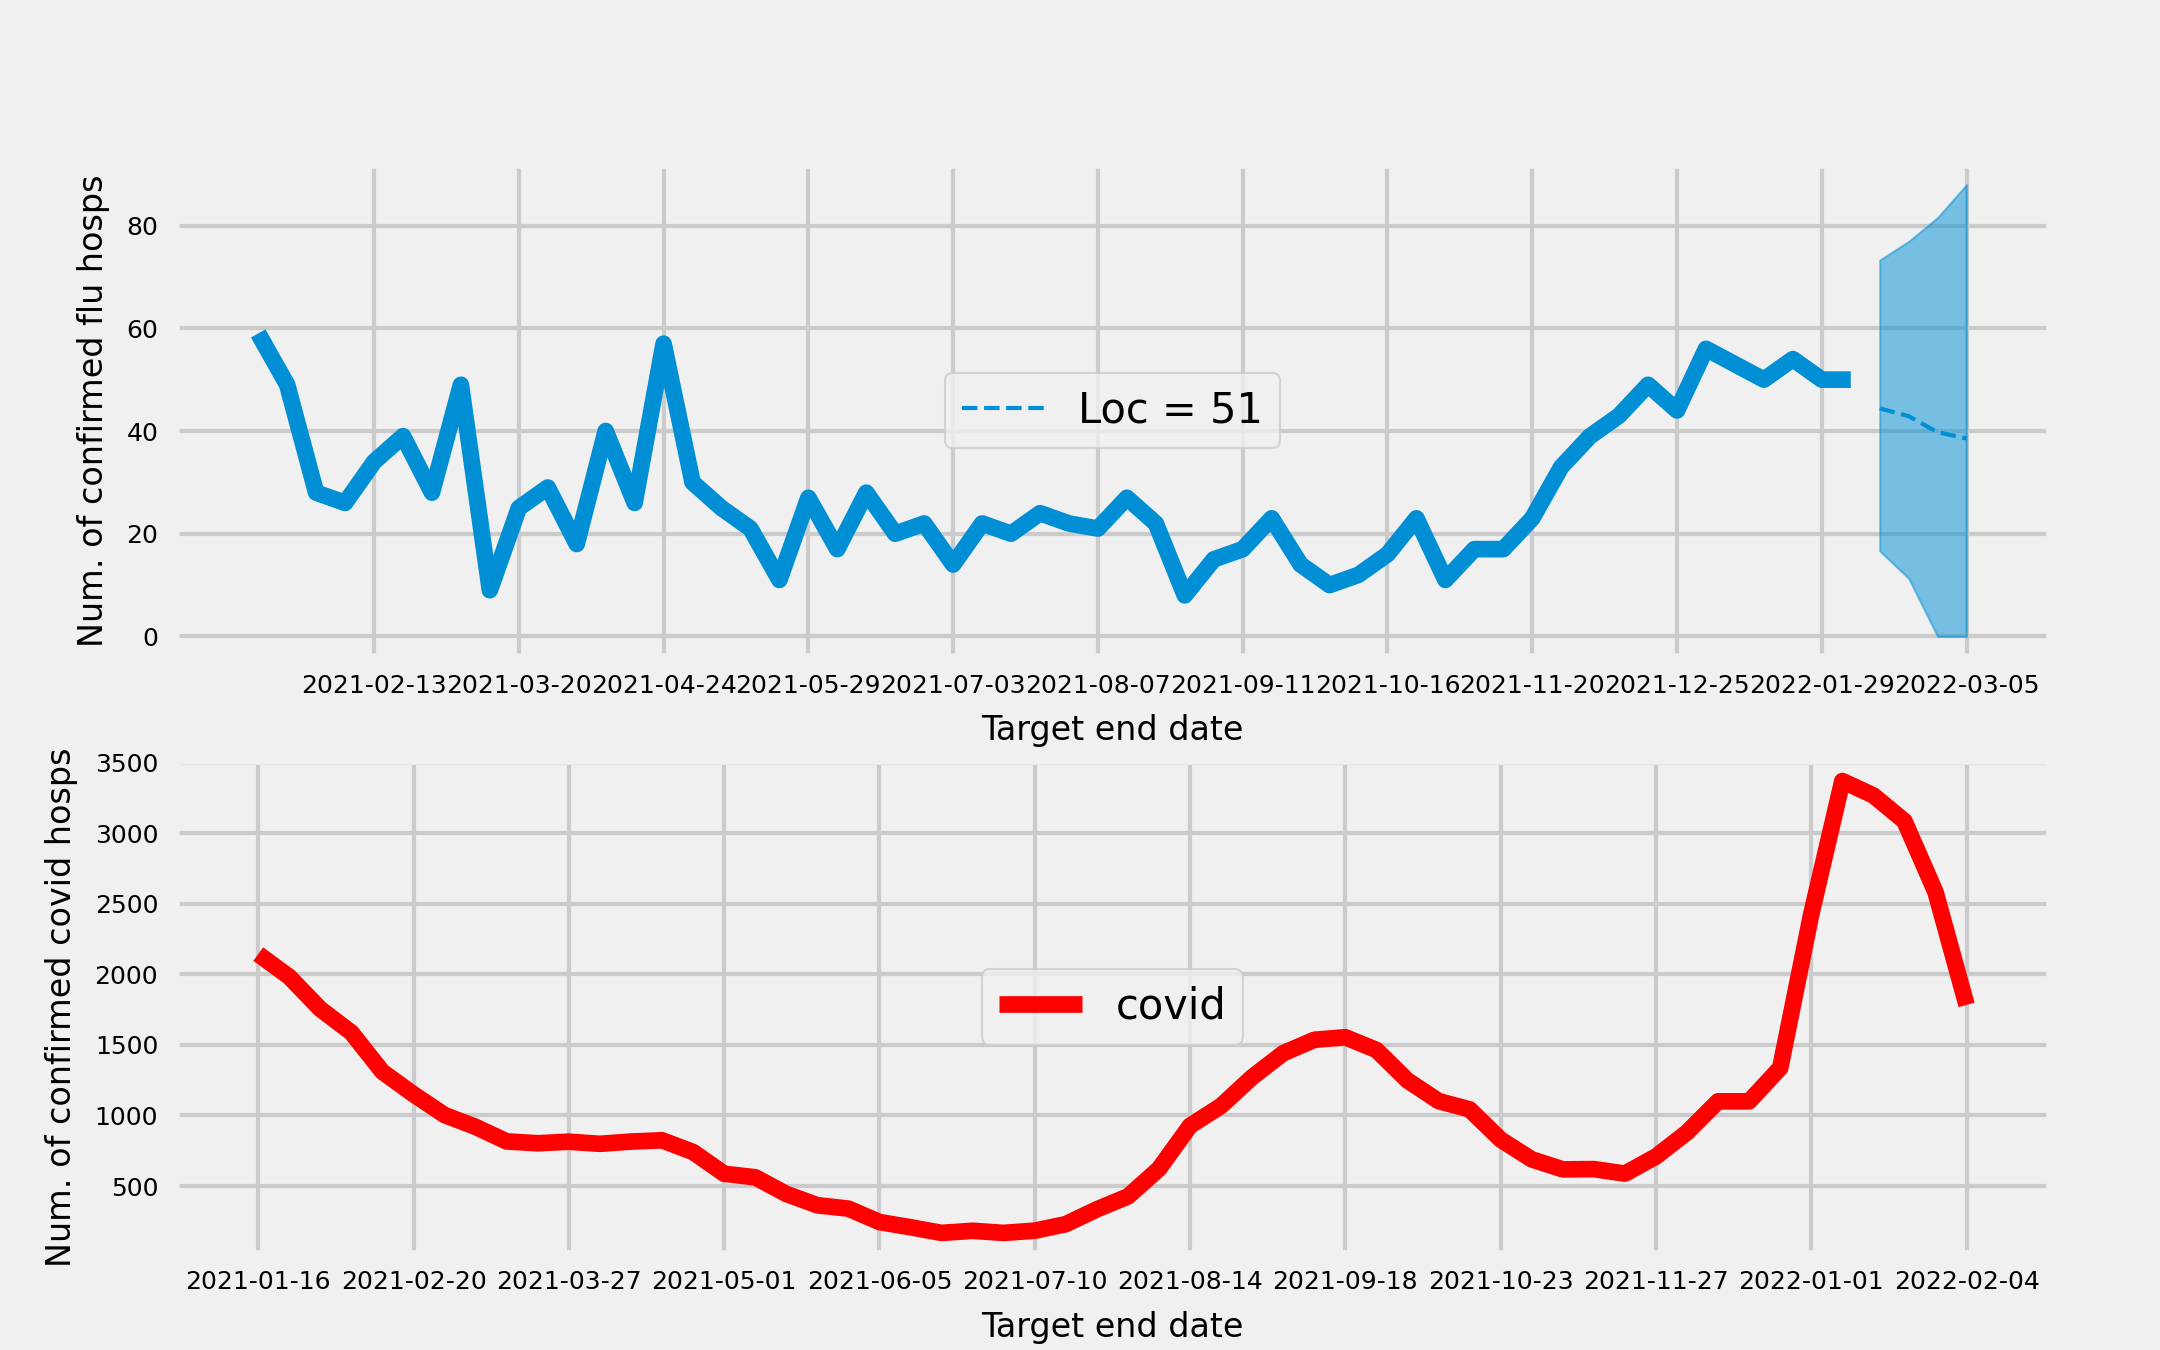 Num. of confirmed flu hosps
80
60
40
20
0
Loc = 51
2021-02-13 2021-03-20 2021-04-24 2021-05-29 2021-07-03 2021-08-07 2021-09-11 2021-10-16 2021-11-20 2021-12-25 2022-01-29 2022-03-05
Target end date
Num. of confirmed covid hosps
3500
3000
2500
2000
1500
1000
500
covid
2021-01-16 2021-02-20 2021-03-27 2021-05-01 2021-06-05 2021-07-10 2021-08-14 2021-09-18 2021-10-23 2021-11-27 2022-01-01 2022-02-04
Target end date